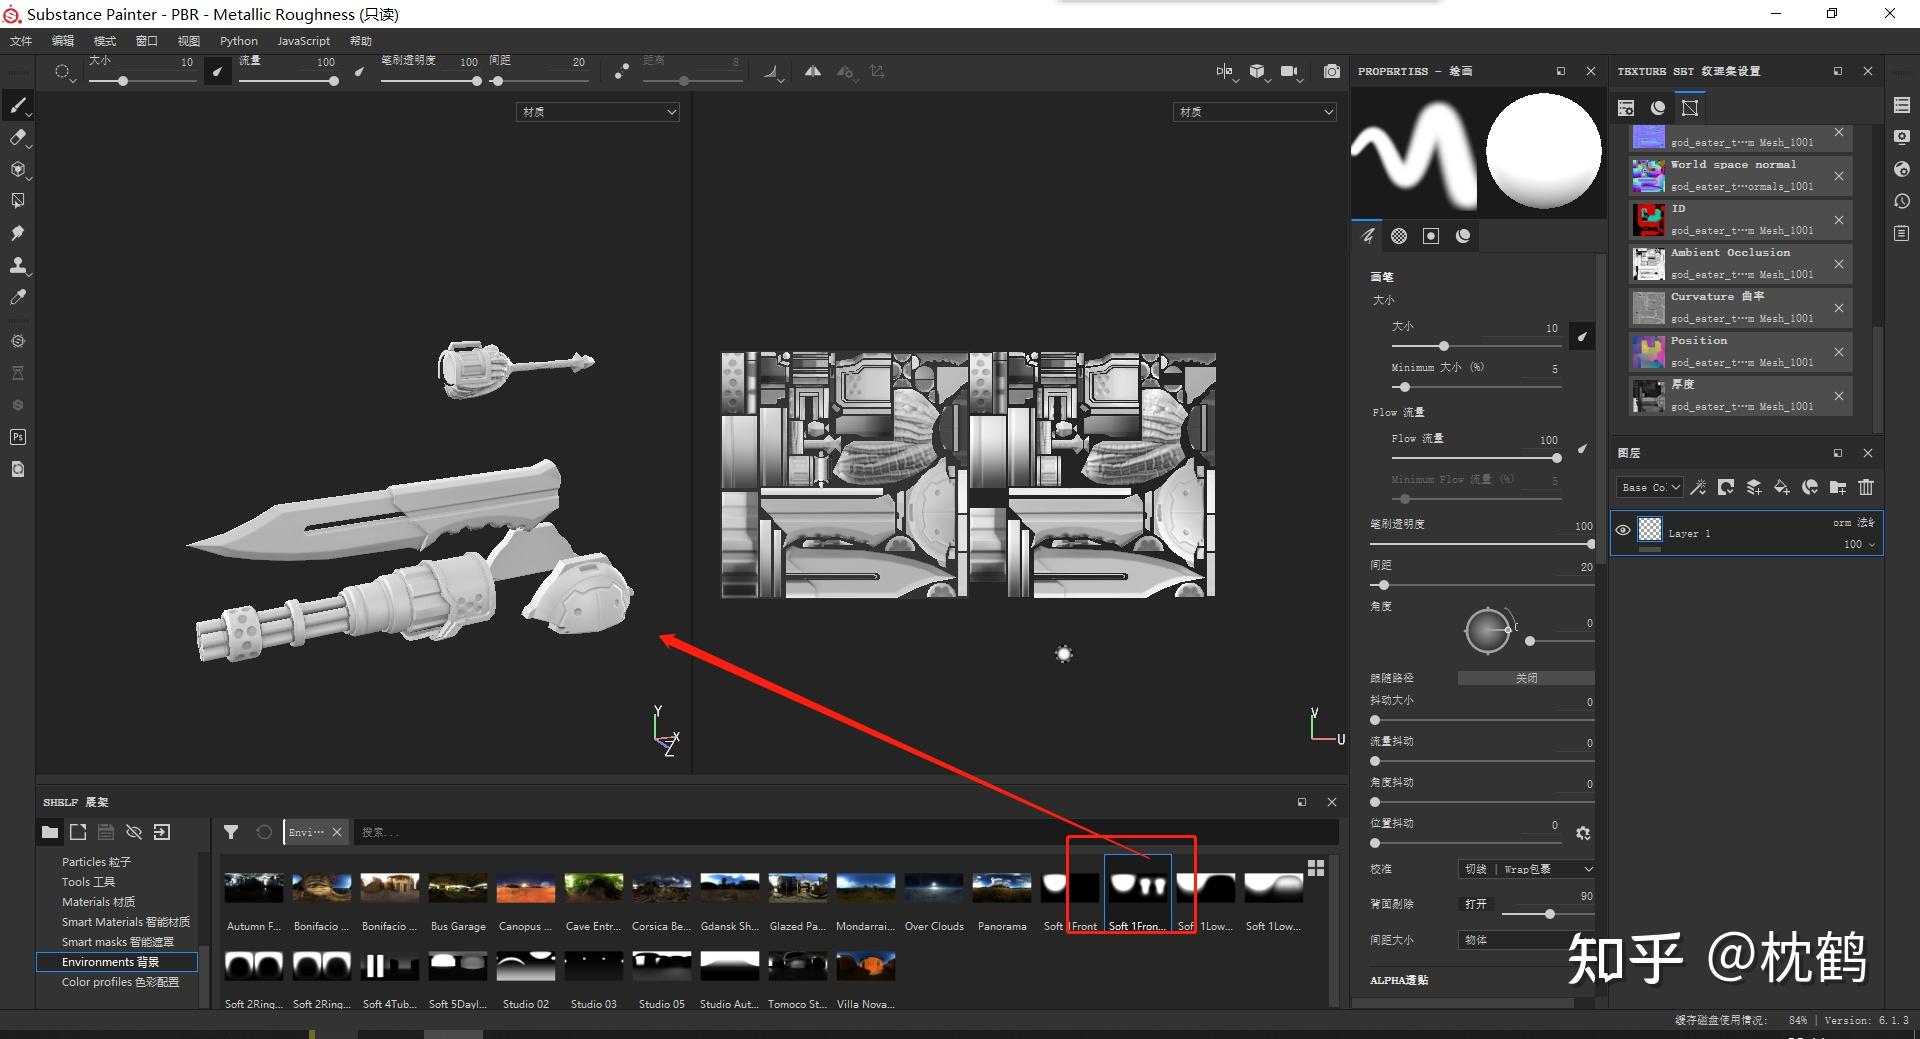 Substance Painter - PBR - Metallic Roughness (只读)
文件 编辑 模式 窗口 视图 Python JavaScript 帮助
大小 10 流量 100 笔刷透明度 100 间距 20 距离 8
材质
材质
PROPERTIES - 绘画
画笔
大小
大小 10
Minimum 大小 (%) 5
Flow 流量
Flow 流量 100
Minimum Flow 流量 (%) 5
笔刷透明度 100
间距 20
角度 0
跟随路径 关闭
抖动大小 0
流量抖动 0
角度抖动 0
位置抖动 0
校准 切线 | Wrap包裹
背面剔除 打开 90
间距大小 物体
ALPHA透贴
TEXTURE SET 纹理集设置
god_eater_t…m Mesh_1001
World space normal
god_eater_t…ormals_1001
ID
god_eater_t…m Mesh_1001
Ambient Occlusion
god_eater_t…m Mesh_1001
Curvature 曲率
god_eater_t…m Mesh_1001
Position
god_eater_t…m Mesh_1001
厚度
god_eater_t…m Mesh_1001
图层
Base Co
Layer 1
orm 法线
100
Ps
Y
X
Z
V
U
SHELF 展架
Envi… 搜索...
Particles 粒子
Tools 工具
Materials 材质
Smart Materials 智能材质
Smart masks 智能遮罩
Environments 背景
Color profiles 色彩配置
Autumn F... Bonifacio ... Bonifacio ... Bus Garage Canopus ... Cave Entr... Corsica Be... Gdansk Sh... Glazed Pa... Mondarrai... Over Clouds Panorama Soft 1Front Soft 1Fron... Soft 1Low... Soft 1Low...
Soft 2Ring... Soft 2Ring... Soft 4Tub... Soft 5Dayl... Studio 02 Studio 03 Studio 05 Studio Aut... Tomoco St... Villa Nova...
知乎 @枕鹤
缓存磁盘使用情况: 84% | Version: 6.1.3